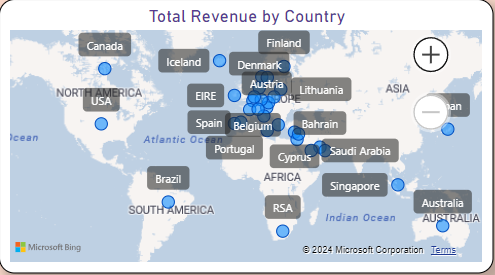 Total Revenue by Country
Finland
Canada
Iceland
Denmark
Austria
NORTH AMERICA
EUROPE
ASIA
Lithuania
USA
EIRE
Ocean
Spain
Belgium
Bahrain
Atlantic Ocean
Portugal
Cyprus
Saudi Arabia
Brazil
AFRICA
Singapore
SOUTH AMERICA
RSA
Australia
Indian Ocean
AUSTRALIA
Microsoft Bing
© 2024 Microsoft Corporation Terms